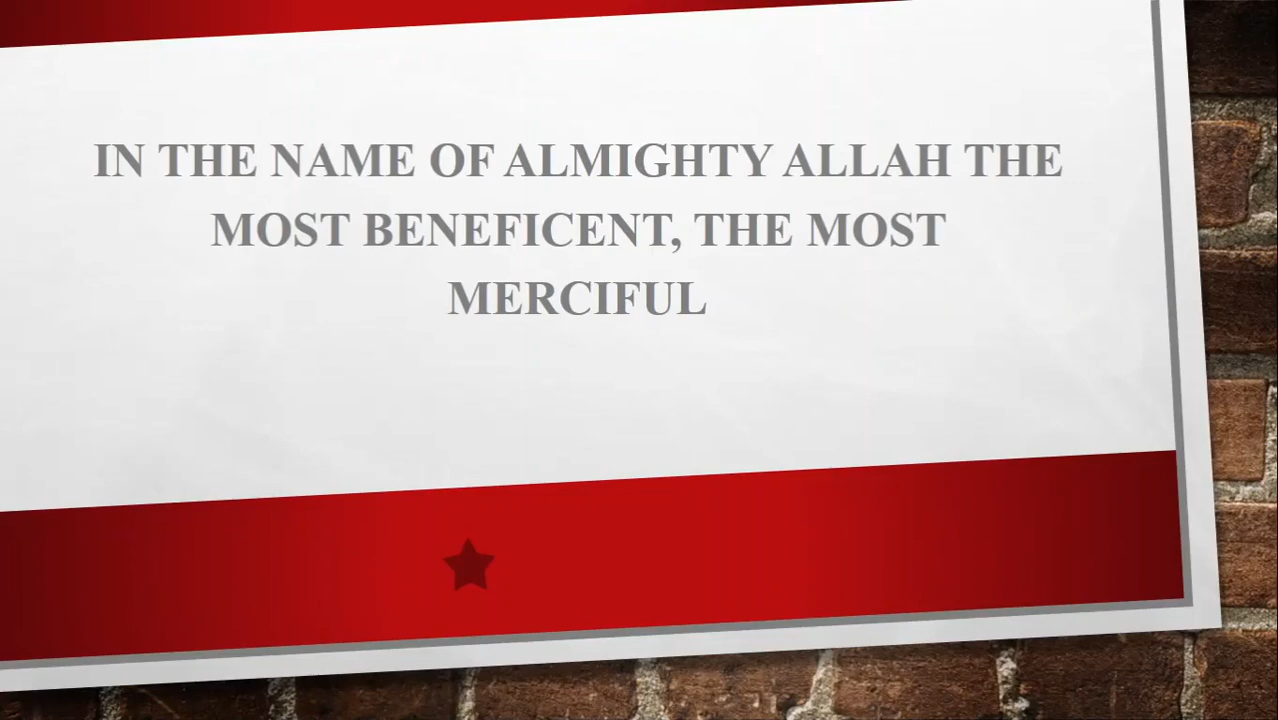 IN THE NAME OF ALMIGHTY ALLAH THE
MOST BENEFICENT, THE MOST
MERCIFUL